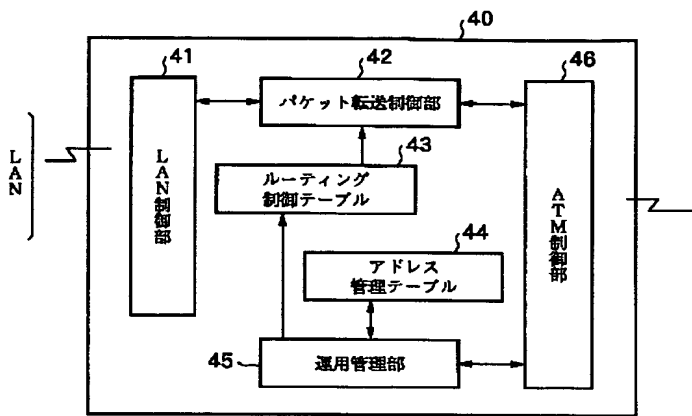 40
41
42
46
パケット転送制御部
43
LAN
LAN制御部
ルーティング
制御テーブル
ATM制御部
44
アドレス
管理テーブル
45
運用管理部